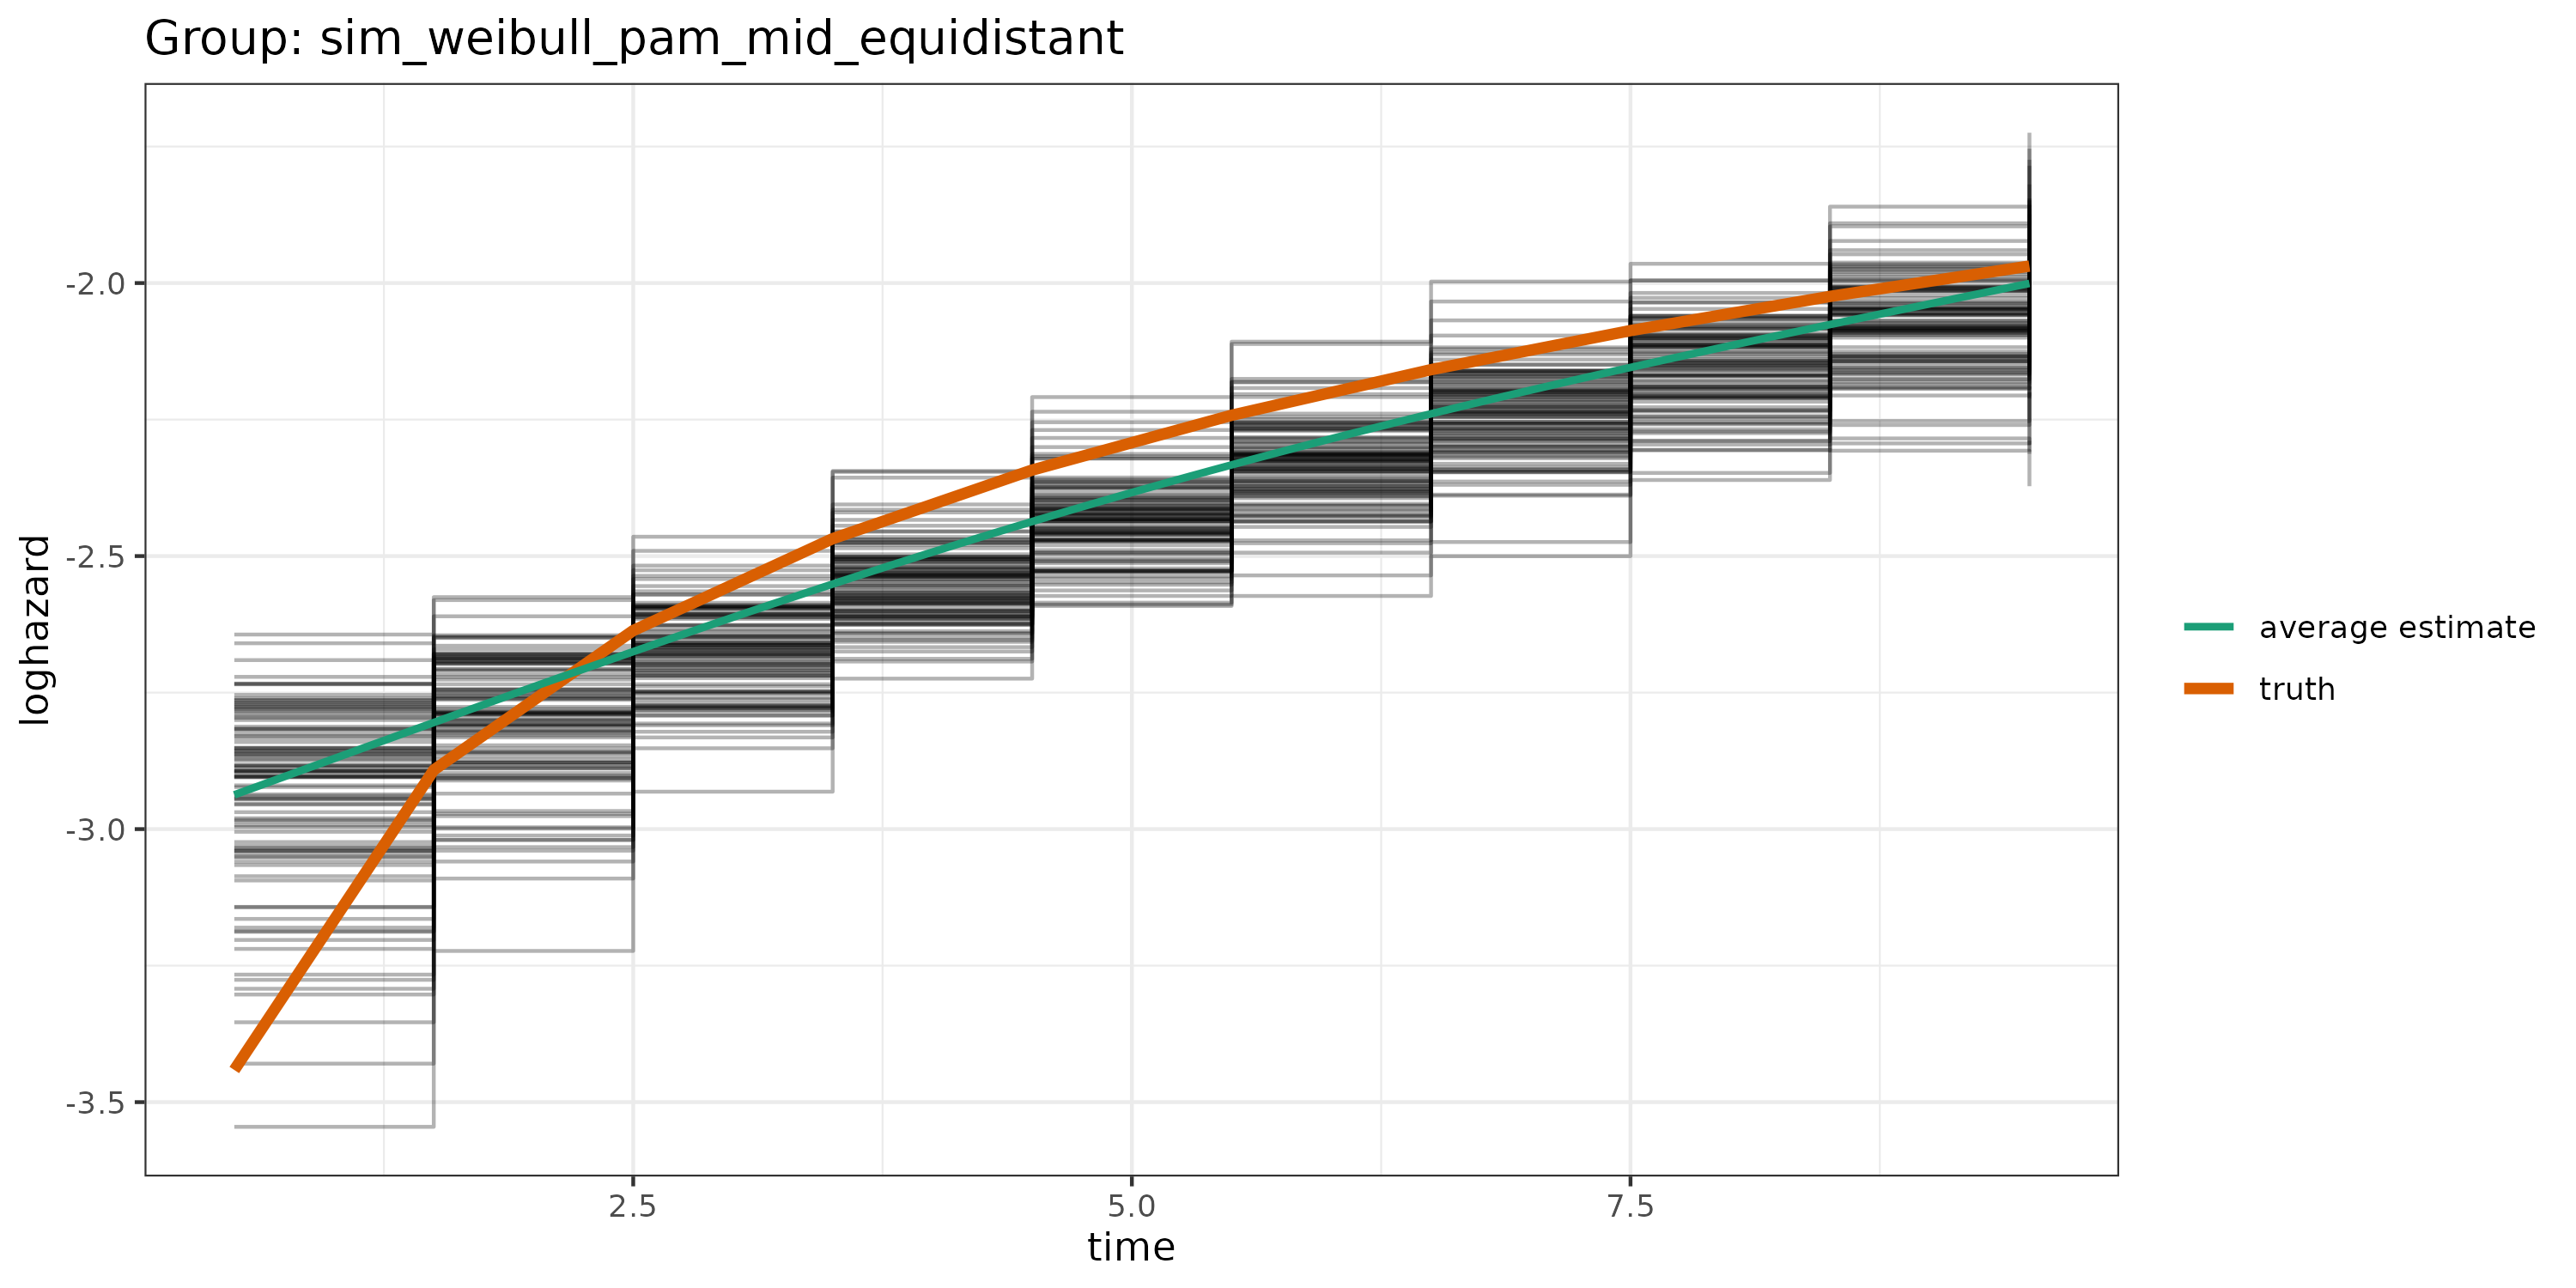 Group: sim_weibull_pam_mid_equidistant
loghazard
-2.0
-2.5
-3.0
-3.5
2.5
5.0
7.5
time
average estimate
truth